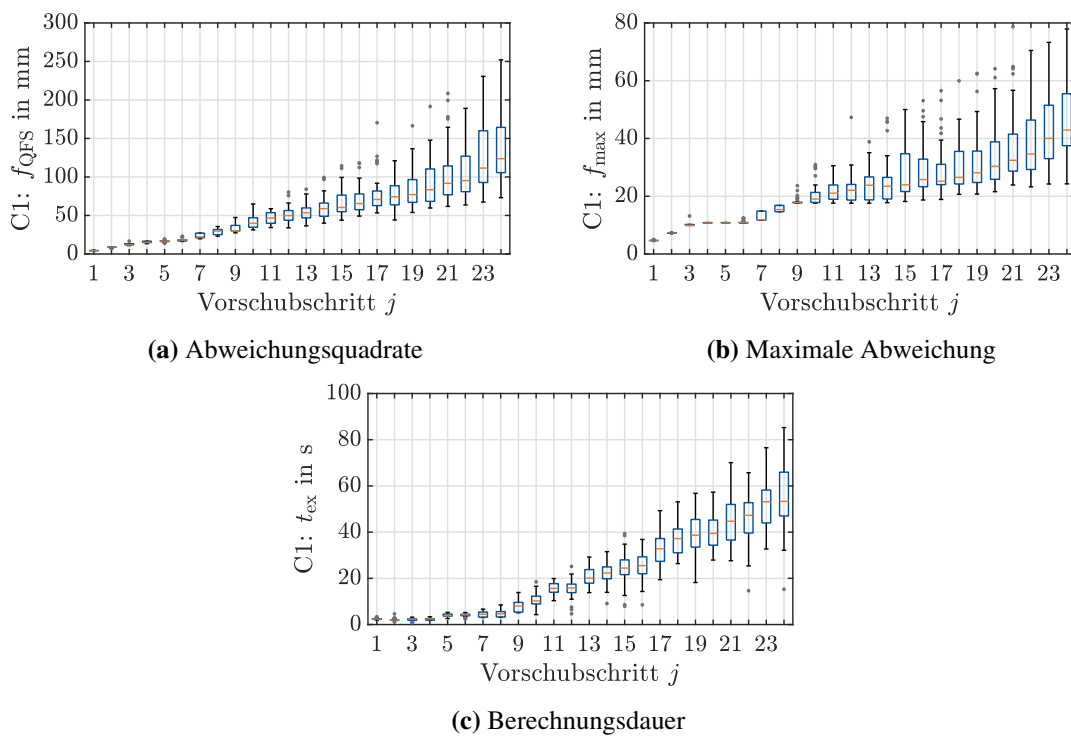 300
250
200
150
100
50
0
C1: f_QFS in mm
1 3 5 7 9 11 13 15 17 19 21 23
Vorschubschritt j
(a) Abweichungsquadrate
80
60
40
20
0
C1: f_max in mm
1 3 5 7 9 11 13 15 17 19 21 23
Vorschubschritt j
(b) Maximale Abweichung
100
80
60
40
20
0
C1: t_ex in s
1 3 5 7 9 11 13 15 17 19 21 23
Vorschubschritt j
(c) Berechnungsdauer